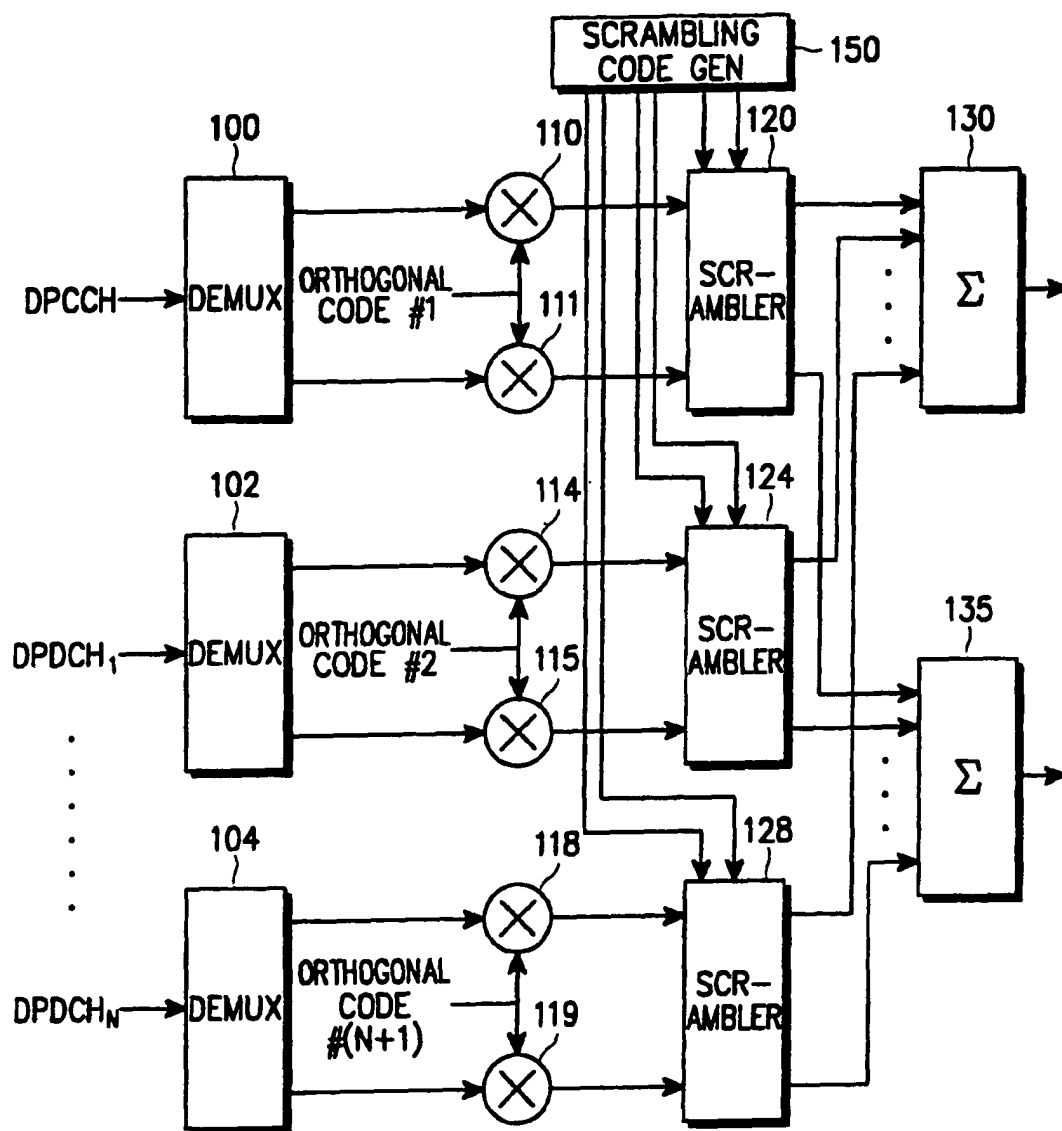 SCRAMBLING
CODE GEN
150
100
110
120
130
DPCCH
DEMUX
ORTHOGONAL
CODE #1
111
SCR-
AMBLER
Σ
102
114
124
DPDCH₁
DEMUX
ORTHOGONAL
CODE #2
115
SCR-
AMBLER
135
Σ
104
118
128
DPDCH_N
DEMUX
ORTHOGONAL
CODE
#(N+1)
119
SCR-
AMBLER